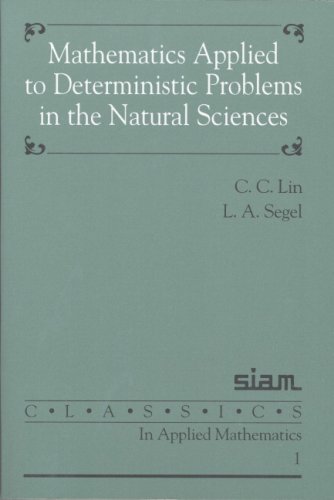 Mathematics Applied
to Deterministic Problems
in the Natural Sciences
C. C. Lin
L. A. Segel
siam
C•L•A•S•S•I•C•S
In Applied Mathematics
1